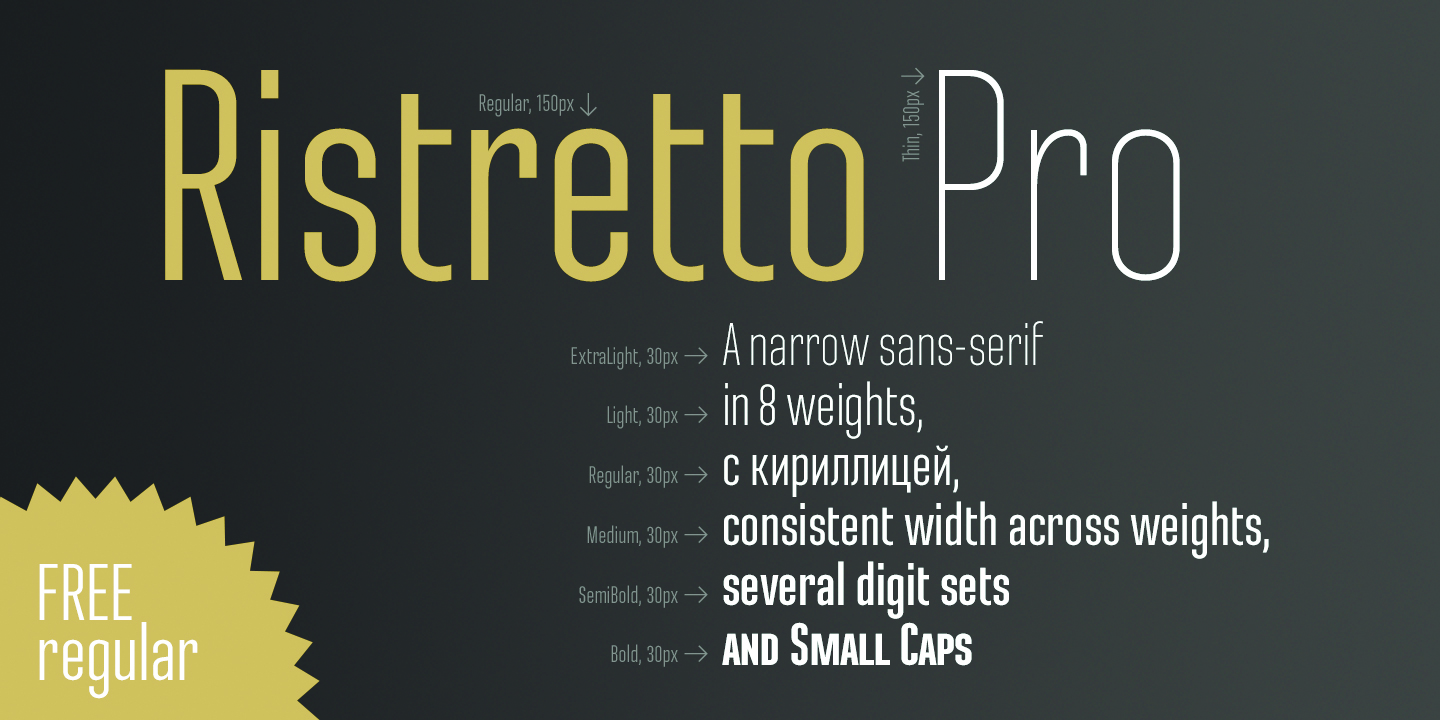 Regular, 150px ↓
Thin, 150px →
Ristretto Pro
ExtraLight, 30px → A narrow sans-serif
Light, 30px → in 8 weights,
Regular, 30px → с кириллицей,
Medium, 30px → consistent width across weights,
SemiBold, 30px → several digit sets
Bold, 30px → AND SMALL CAPS
FREE
regular